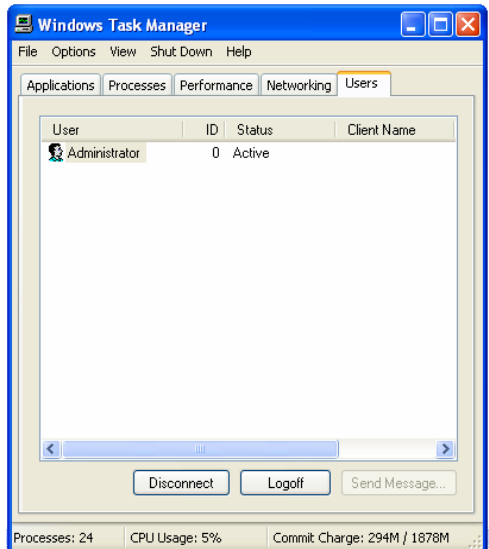 Windows Task Manager
File Options View Shut Down Help
Applications Processes Performance Networking Users
User ID Status Client Name
Administrator 0 Active
Disconnect Logoff Send Message...
Processes: 24 CPU Usage: 5% Commit Charge: 294M / 1878M